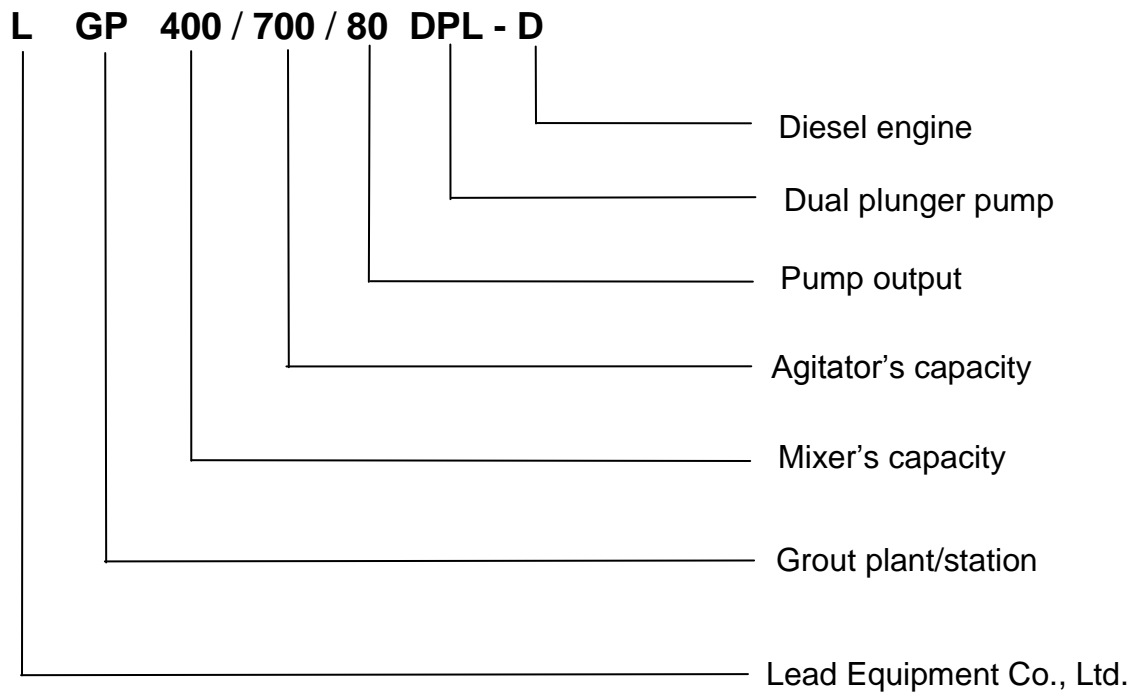 L GP 400 / 700 / 80 DPL - D
Diesel engine
Dual plunger pump
Pump output
Agitator’s capacity
Mixer’s capacity
Grout plant/station
Lead Equipment Co., Ltd.